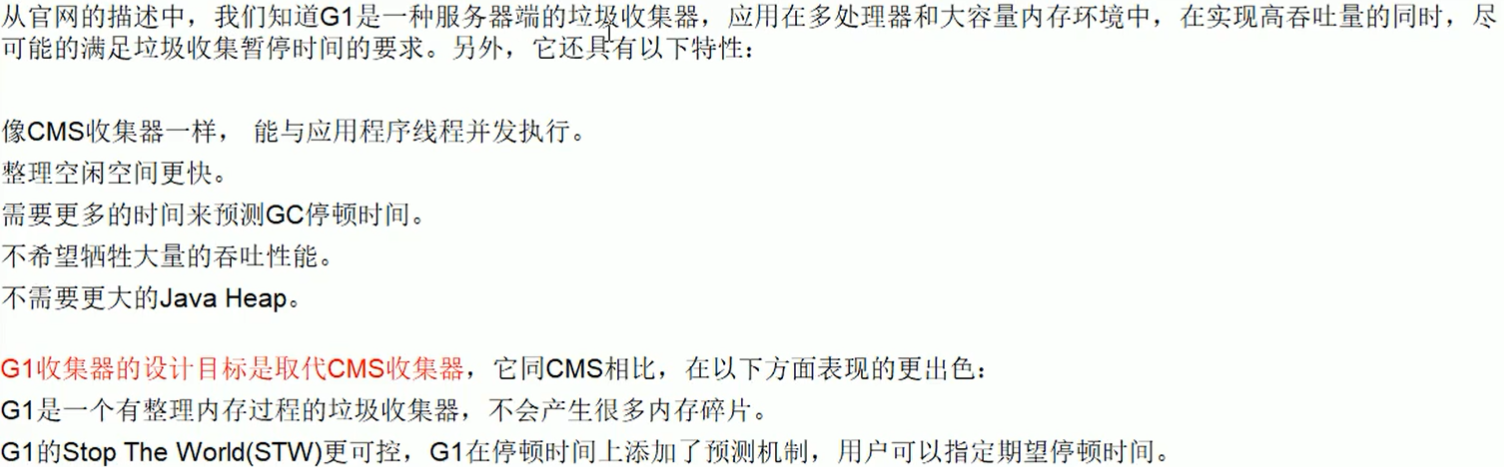 从官网的描述中，我们知道G1是一种服务器端的垃圾收集器，应用在多处理器和大容量内存环境中，在实现高吞吐量的同时，尽
可能的满足垃圾收集暂停时间的要求。另外，它还具有以下特性：
像CMS收集器一样， 能与应用程序线程并发执行。
整理空闲空间更快。
需要更多的时间来预测GC停顿时间。
不希望牺牲大量的吞吐性能。
不需要更大的Java Heap。
G1收集器的设计目标是取代CMS收集器，它同CMS相比，在以下方面表现的更出色：
G1是一个有整理内存过程的垃圾收集器，不会产生很多内存碎片。
G1的Stop The World(STW)更可控，G1在停顿时间上添加了预测机制，用户可以指定期望停顿时间。